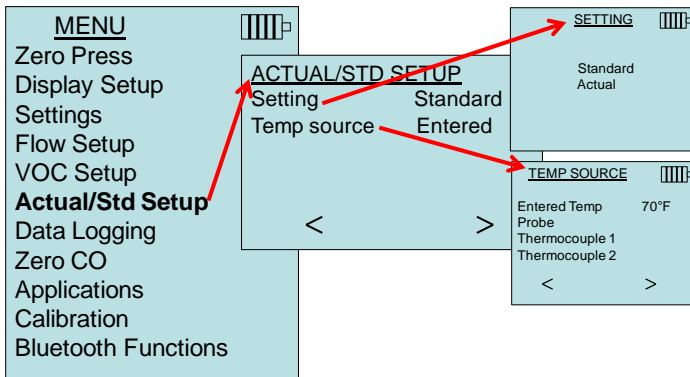 MENU
Zero Press
Display Setup
Settings
Flow Setup
VOC Setup
Actual/Std Setup
Data Logging
Zero CO
Applications
Calibration
Bluetooth Functions
ACTUAL/STD SETUP
Setting Standard
Temp source Entered
< >
SETTING
Standard
Actual
TEMP SOURCE
Entered Temp 70°F
Probe
Thermocouple 1
Thermocouple 2
< >